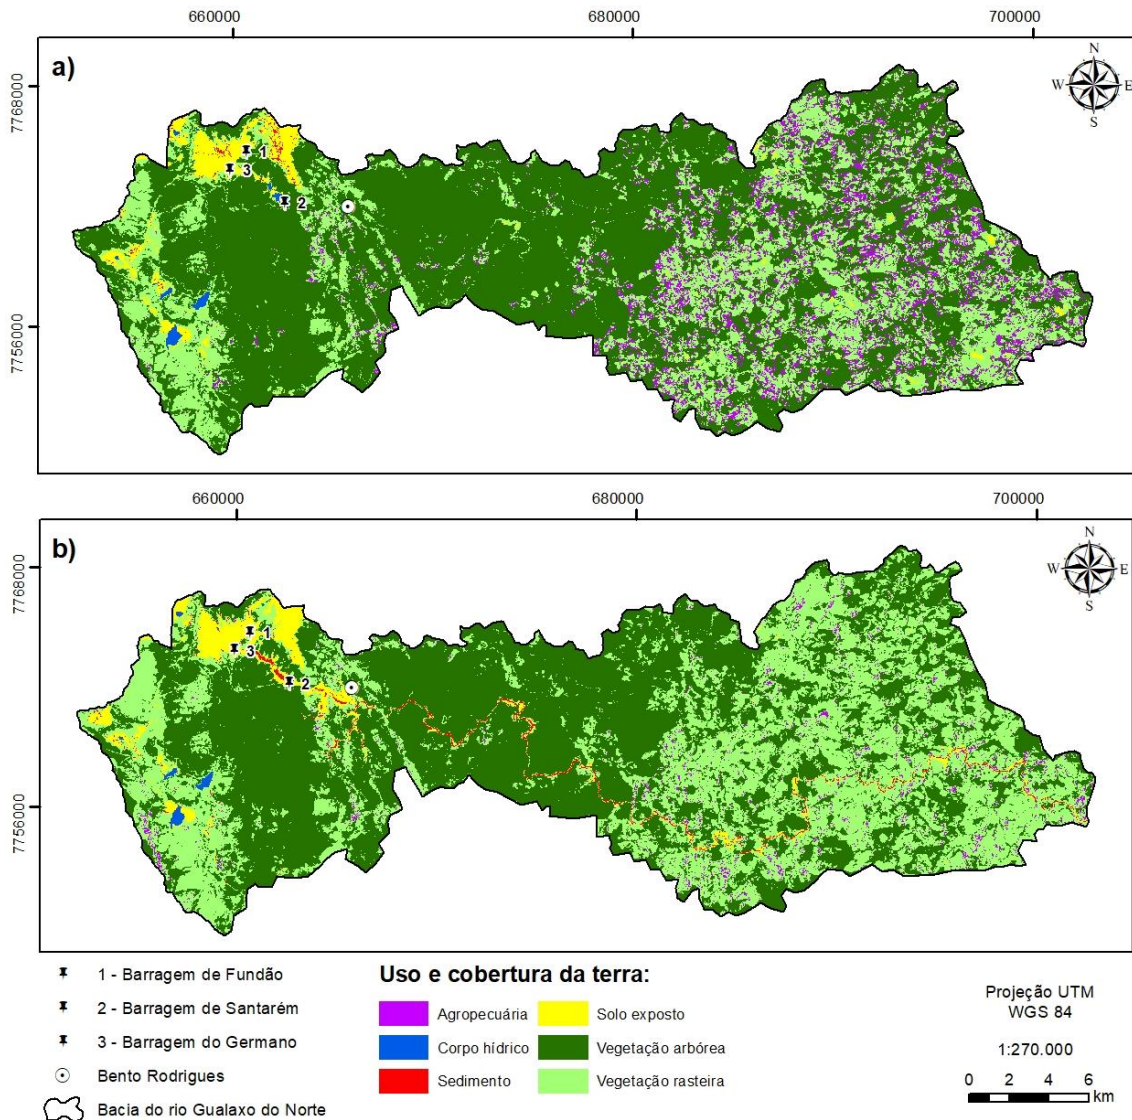 660000 680000 700000
a)
N
W E
S
7768000
7756000
1
3
2
660000 680000 700000
b)
N
W E
S
7768000
7756000
1
3
2
1 - Barragem de Fundão
2 - Barragem de Santarém
3 - Barragem do Germano
Bento Rodrigues
Bacia do rio Gualaxo do Norte
Uso e cobertura da terra:
Agropecuária Solo exposto
Corpo hídrico Vegetação arbórea
Sedimento Vegetação rasteira
Projeção UTM
WGS 84
1:270.000
0 2 4 6
km